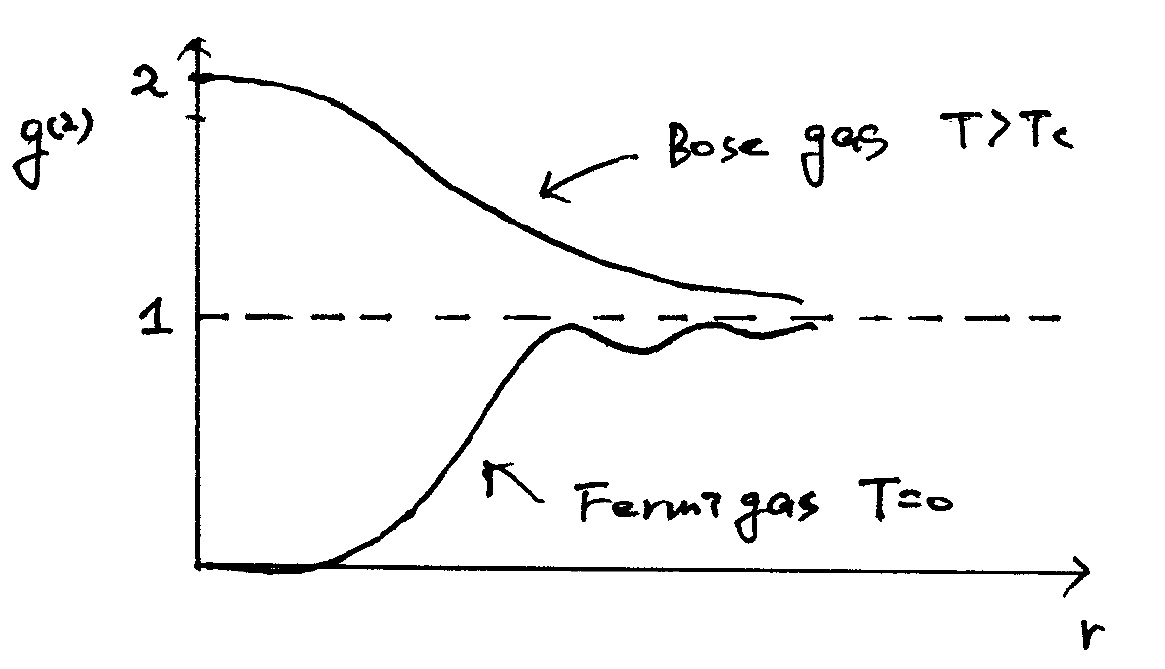 2
g(2)
Bose gas T>Tc
1
Fermi gas T=0
r